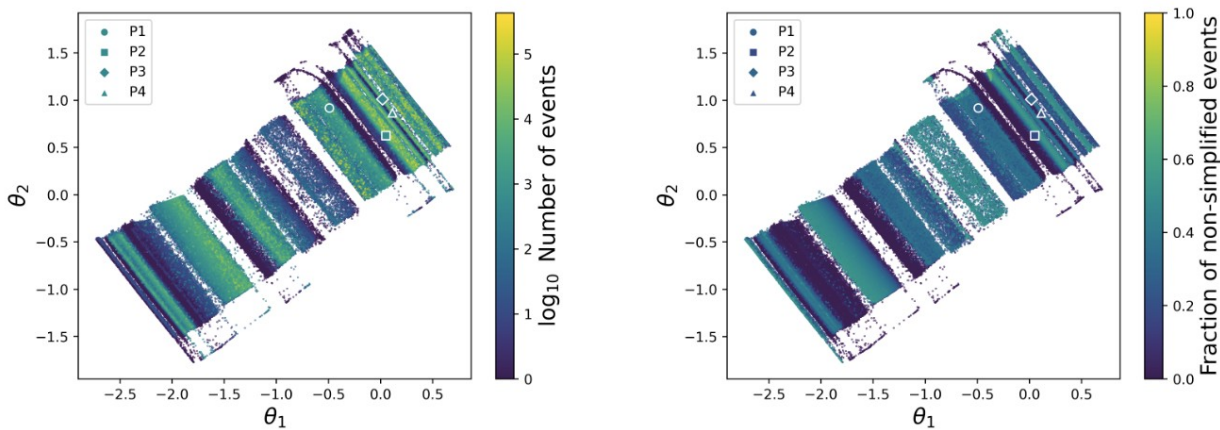 P1
P2
P3
P4
1.5
1.0
0.5
0.0
−0.5
−1.0
−1.5
θ₂
−2.5 −2.0 −1.5 −1.0 −0.5 0.0 0.5
θ₁
5
4
3
2
1
0
log₁₀ Number of events
P1
P2
P3
P4
1.5
1.0
0.5
0.0
−0.5
−1.0
−1.5
θ₂
−2.5 −2.0 −1.5 −1.0 −0.5 0.0 0.5
θ₁
1.0
0.8
0.6
0.4
0.2
0.0
Fraction of non-simplified events